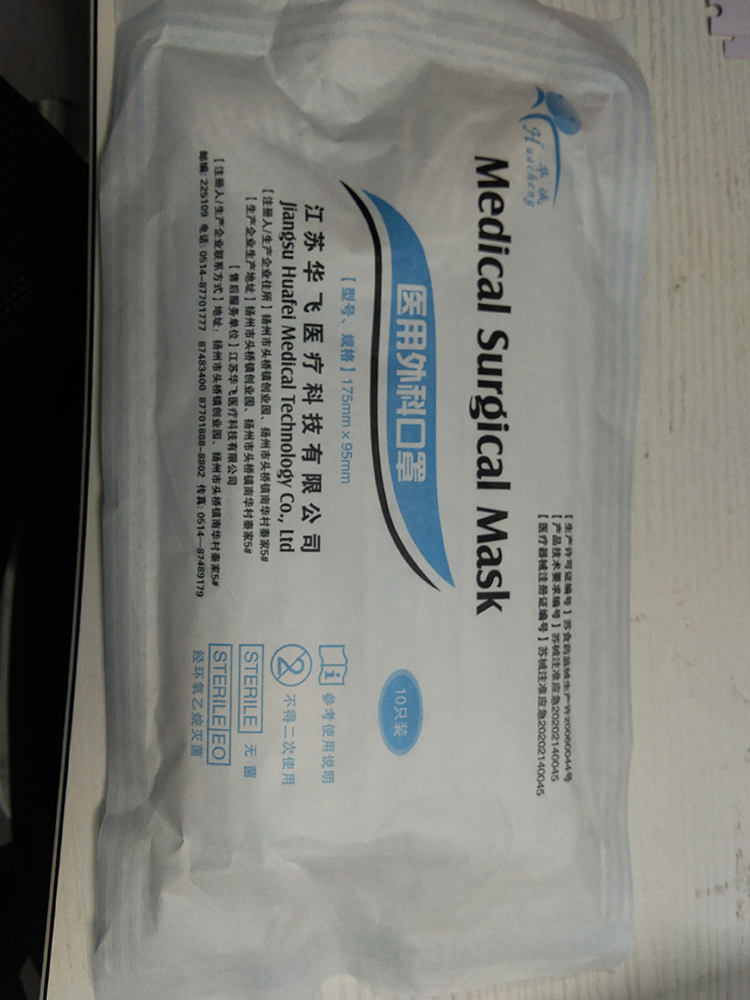 华诚
Huacheng
【生产许可证编号】苏食药监械生产许20060044号
【产品技术要求编号】苏械注准应急20202140045
【医疗器械注册证编号】苏械注准应急20202140045
Medical Surgical Mask
医用外科口罩
10只装
【型号、规格】175mm×95mm
江苏华飞医疗科技有限公司
Jiangsu Huafei Medical Technology Co., Ltd
【注册人/生产企业住所】扬州市头桥镇创业园、扬州市头桥镇南华村秦家5#
【生产企业生产地址】扬州市头桥镇创业园、扬州市头桥镇南华村秦家5#
【售后服务单位】江苏华飞医疗科技有限公司
【注册人/生产企业联系方式】地址：扬州市头桥镇创业园、扬州市头桥镇南华村秦家5#
邮编: 225109 电话: 0514-87701777 87483400 87701888-8802 传真: 0514-87489179
i 参考使用说明
2 不得二次使用
STERILE 无菌
STERILE EO
经环氧乙烷灭菌